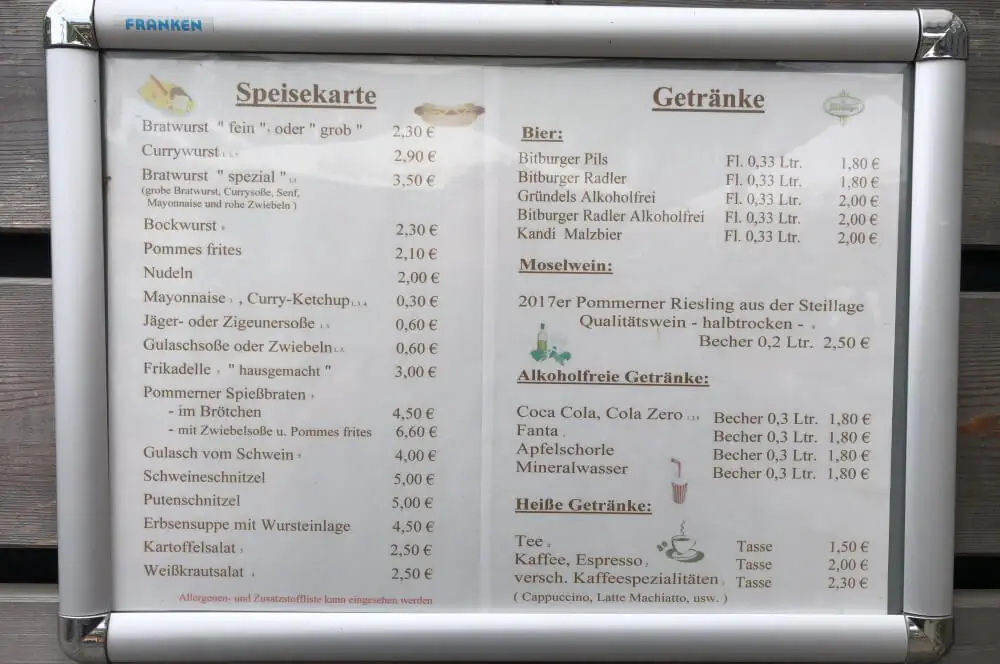 FRANKEN
Speisekarte
Bratwurst " fein ", oder " grob " 2,30 €
Currywurst 2,90 €
Bratwurst " spezial " 3,50 €
(grobe Bratwurst, Currysoße, Senf,
Mayonnaise und rohe Zwiebeln )
Bockwurst 2,30 €
Pommes frites 2,10 €
Nudeln 2,00 €
Mayonnaise , Curry-Ketchup 0,30 €
Jäger- oder Zigeunersoße 0,60 €
Gulaschsoße oder Zwiebeln 0,60 €
Frikadelle " hausgemacht " 3,00 €
Pommerner Spießbraten
- im Brötchen 4,50 €
- mit Zwiebelsoße u. Pommes frites 6,60 €
Gulasch vom Schwein 4,00 €
Schweineschnitzel 5,00 €
Putenschnitzel 5,00 €
Erbsensuppe mit Wursteinlage 4,50 €
Kartoffelsalat 2,50 €
Weißkrautsalat 2,50 €
Allergenen- und Zusatzstoffliste kann eingesehen werden
Getränke
Bier:
Bitburger Pils Fl. 0,33 Ltr. 1,80 €
Bitburger Radler Fl. 0,33 Ltr. 1,80 €
Gründels Alkoholfrei Fl. 0,33 Ltr. 2,00 €
Bitburger Radler Alkoholfrei Fl. 0,33 Ltr. 2,00 €
Kandi Malzbier Fl. 0,33 Ltr. 2,00 €
Moselwein:
2017er Pommerner Riesling aus der Steillage
Qualitätswein - halbtrocken -
Becher 0,2 Ltr. 2,50 €
Alkoholfreie Getränke:
Coca Cola, Cola Zero Becher 0,3 Ltr. 1,80 €
Fanta Becher 0,3 Ltr. 1,80 €
Apfelschorle Becher 0,3 Ltr. 1,80 €
Mineralwasser Becher 0,3 Ltr. 1,80 €
Heiße Getränke:
Tee Tasse 1,50 €
Kaffee, Espresso Tasse 2,00 €
versch. Kaffeespezialitäten Tasse 2,30 €
( Cappuccino, Latte Machiatto, usw. )